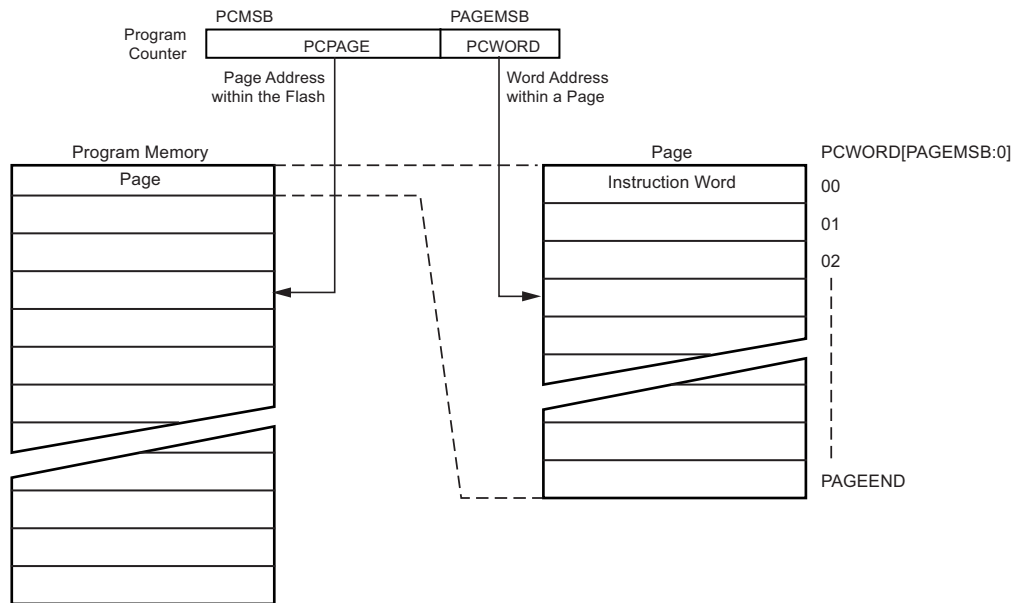 PCMSB
PAGEMSB
Program
Counter
PCPAGE
PCWORD
Page Address
within the Flash
Word Address
within a Page
Program Memory
Page
Page
PCWORD[PAGEMSB:0]
Instruction Word
00
01
02
PAGEEND